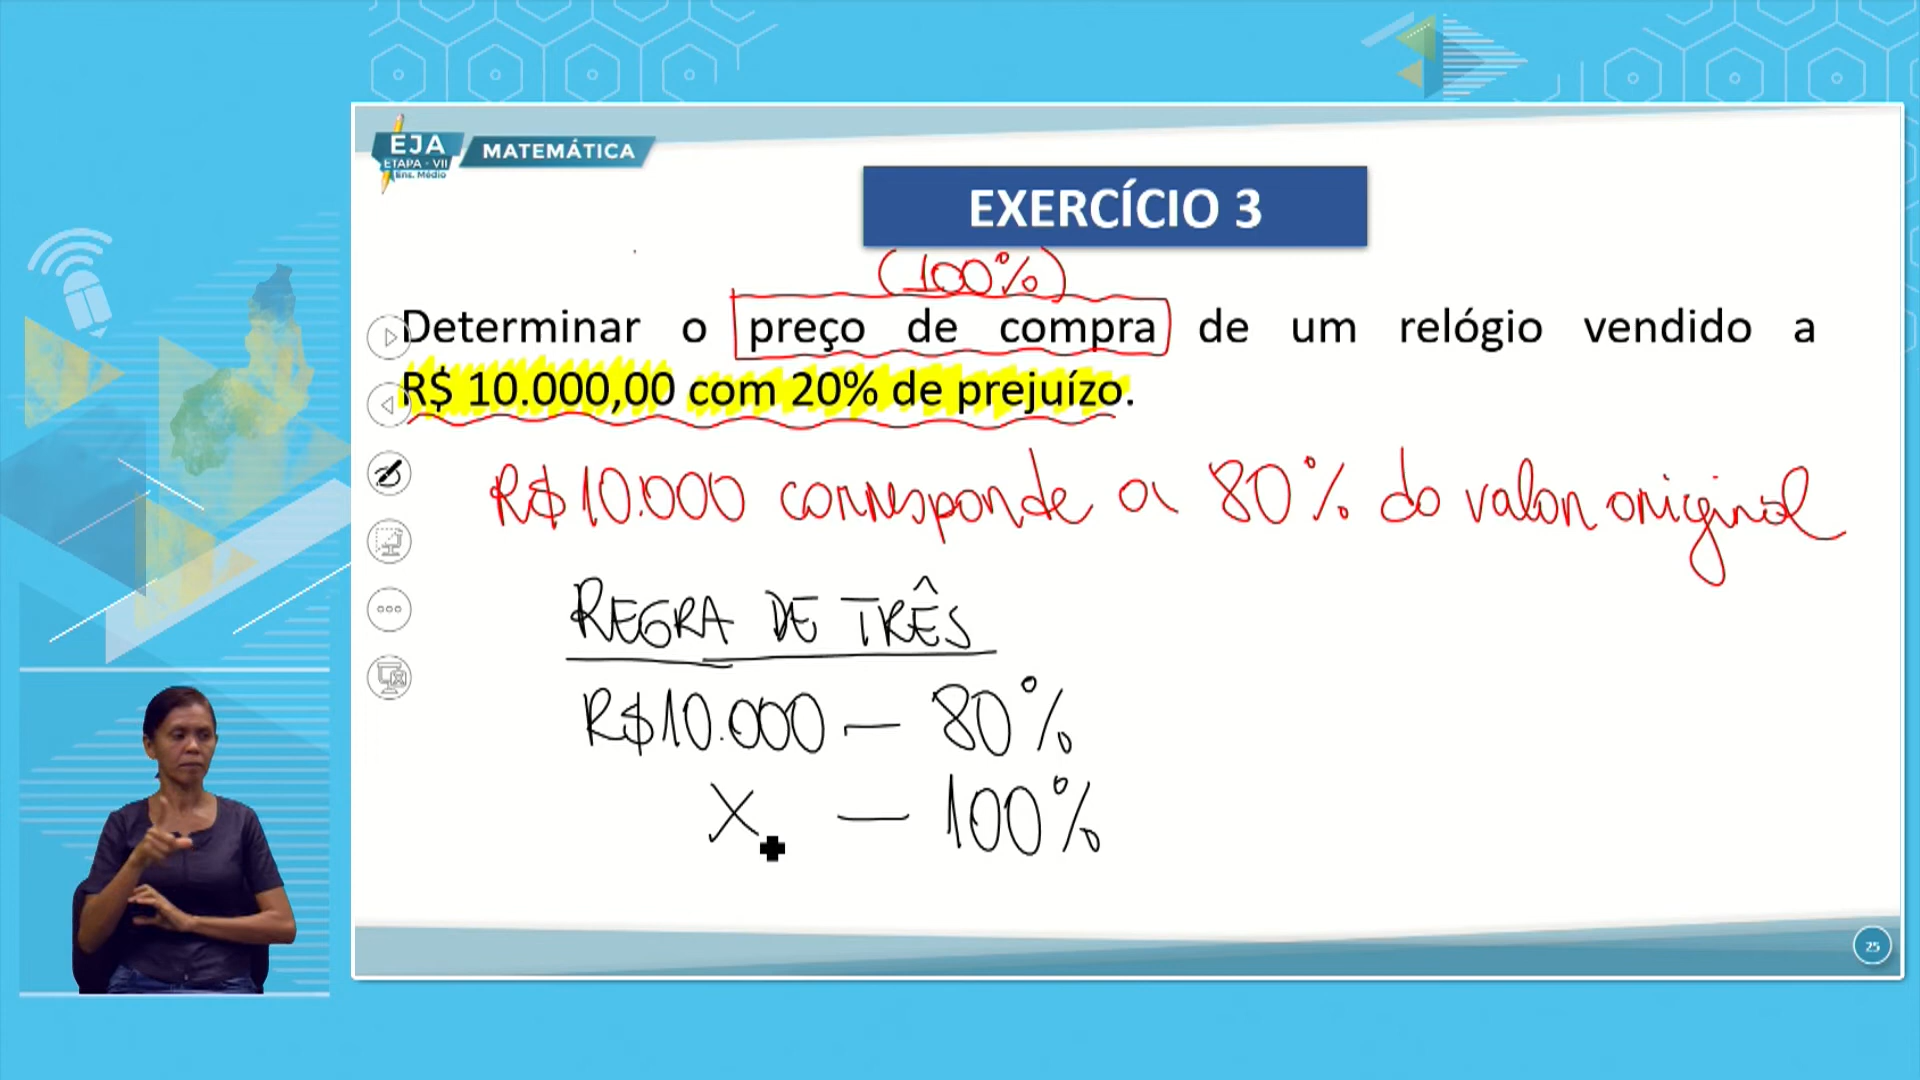 EJA
ETAPA - VII
Ens. Médio
MATEMÁTICA
EXERCÍCIO 3
(100%)
Determinar o preço de compra de um relógio vendido a
R$ 10.000,00 com 20% de prejuízo.
R$10.000 corresponde a 80% do valor original
REGRA DE TRÊS
R$10.000 — 80%
X — 100%
25